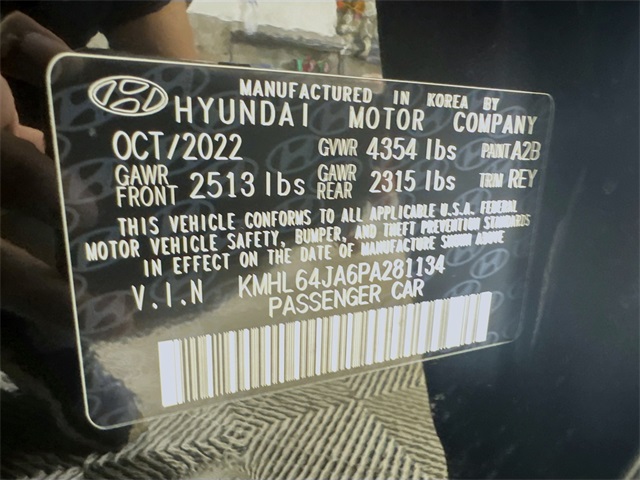 MANUFACTURED IN KOREA BY
HYUNDAI MOTOR COMPANY
OCT/2022 GVWR 4354 lbs PAINT A2B
GAWR FRONT 2513 lbs GAWR REAR 2315 lbs TRIM REY
THIS VEHICLE CONFORMS TO ALL APPLICABLE U.S.A. FEDERAL
MOTOR VEHICLE SAFETY, BUMPER, AND THEFT PREVENTION STANDARDS
IN EFFECT ON THE DATE OF MANUFACTURE SHOWN ABOVE
V.I.N KMHL64JA6PA281134
PASSENGER CAR